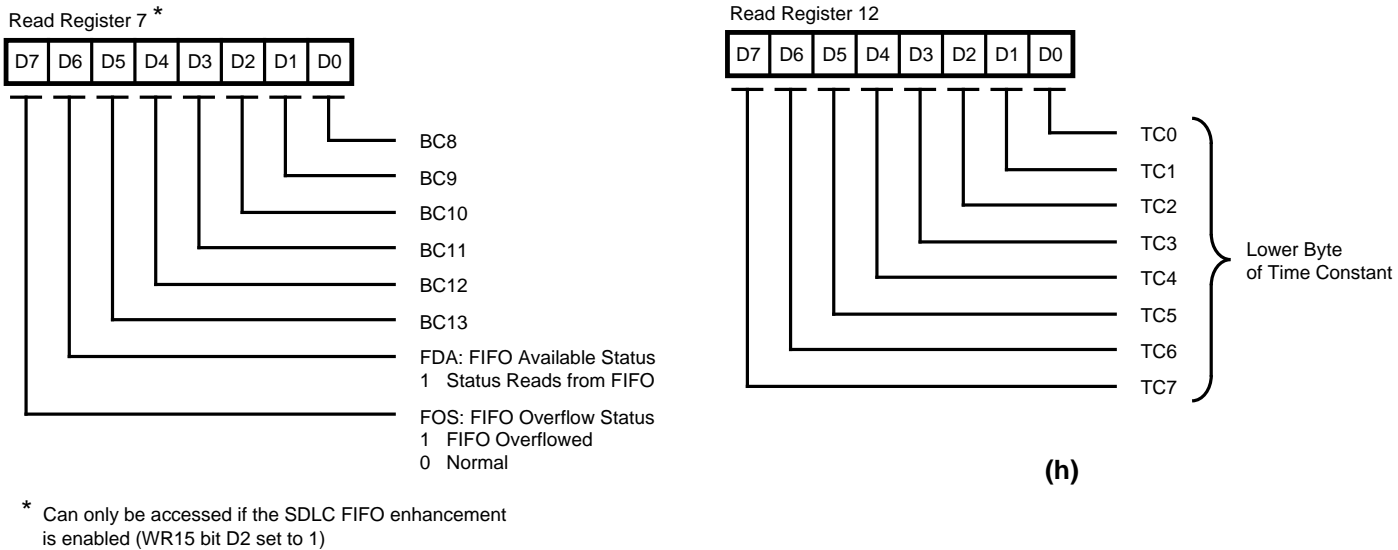 Read Register 7 *
D7 D6 D5 D4 D3 D2 D1 D0
BC8
BC9
BC10
BC11
BC12
BC13
FDA: FIFO Available Status
1 Status Reads from FIFO
FOS: FIFO Overflow Status
1 FIFO Overflowed
0 Normal
* Can only be accessed if the SDLC FIFO enhancement
is enabled (WR15 bit D2 set to 1)
Read Register 12
D7 D6 D5 D4 D3 D2 D1 D0
TC0
TC1
TC2
TC3
TC4
TC5
TC6
TC7
Lower Byte
of Time Constant
(h)